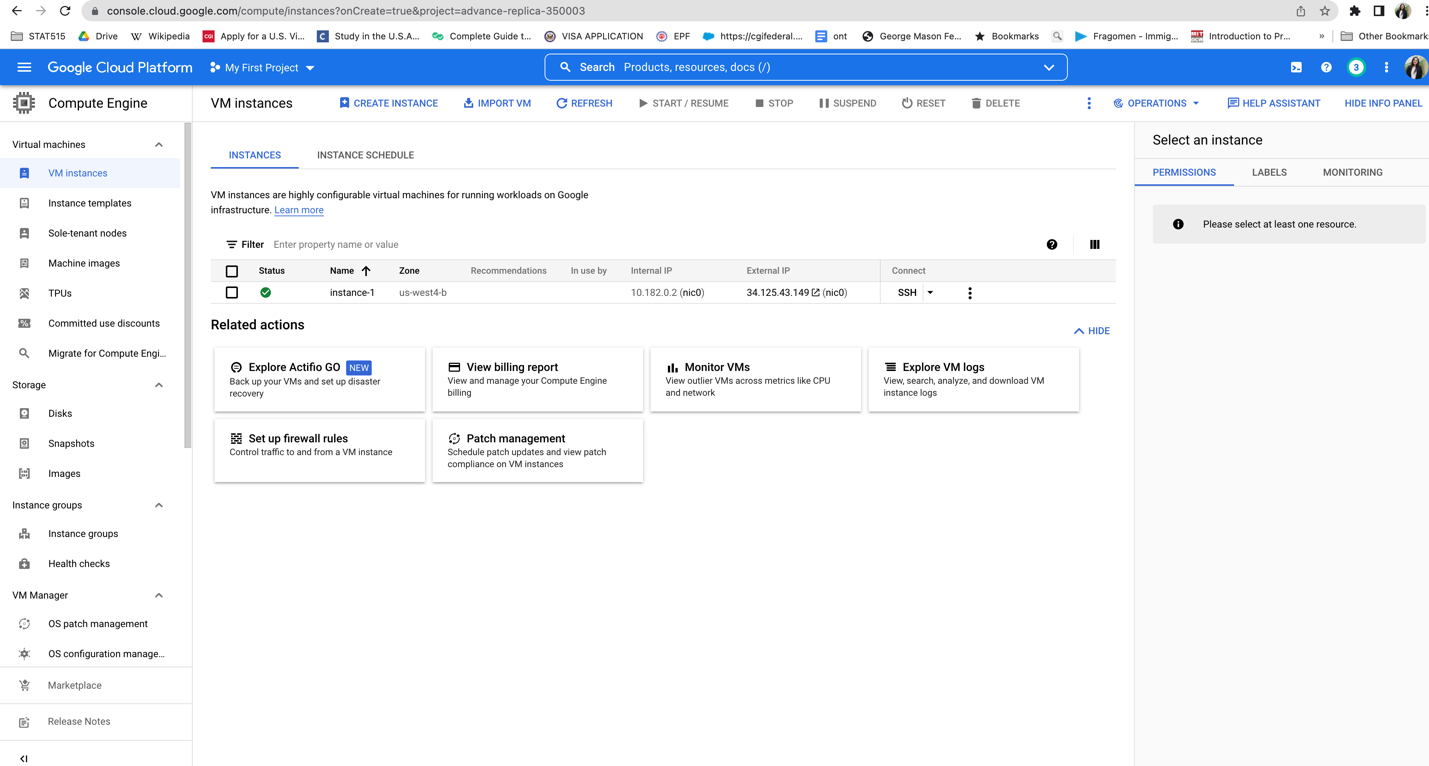 console.cloud.google.com/compute/instances?onCreate=true&project=advance-replica-350003
STAT515 Drive Wikipedia Apply for a U.S. Vi... Study in the U.S.A... Complete Guide t... VISA APPLICATION EPF https://cgifederal.... ont George Mason Fe... Bookmarks Fragomen - Immig... Introduction to Pr... » Other Bookmarks
Google Cloud Platform My First Project Search Products, resources, docs (/) 3
Compute Engine
VM instances CREATE INSTANCE IMPORT VM REFRESH START / RESUME STOP SUSPEND RESET DELETE OPERATIONS HELP ASSISTANT HIDE INFO PANEL
Virtual machines
VM instances
Instance templates
Sole-tenant nodes
Machine images
TPUs
Committed use discounts
Migrate for Compute Engi...
Storage
Disks
Snapshots
Images
Instance groups
Instance groups
Health checks
VM Manager
OS patch management
OS configuration manage...
Marketplace
Release Notes
INSTANCES INSTANCE SCHEDULE
VM instances are highly configurable virtual machines for running workloads on Google
infrastructure. Learn more
Filter Enter property name or value
Status Name Zone Recommendations In use by Internal IP External IP Connect
instance-1 us-west4-b 10.182.0.2 (nic0) 34.125.43.149 (nic0) SSH
Related actions
HIDE
Explore Actifio GO NEW
Back up your VMs and set up disaster
recovery
View billing report
View and manage your Compute Engine
billing
Monitor VMs
View outlier VMs across metrics like CPU
and network
Explore VM logs
View, search, analyze, and download VM
instance logs
Set up firewall rules
Control traffic to and from a VM instance
Patch management
Schedule patch updates and view patch
compliance on VM instances
Select an instance
PERMISSIONS LABELS MONITORING
Please select at least one resource.